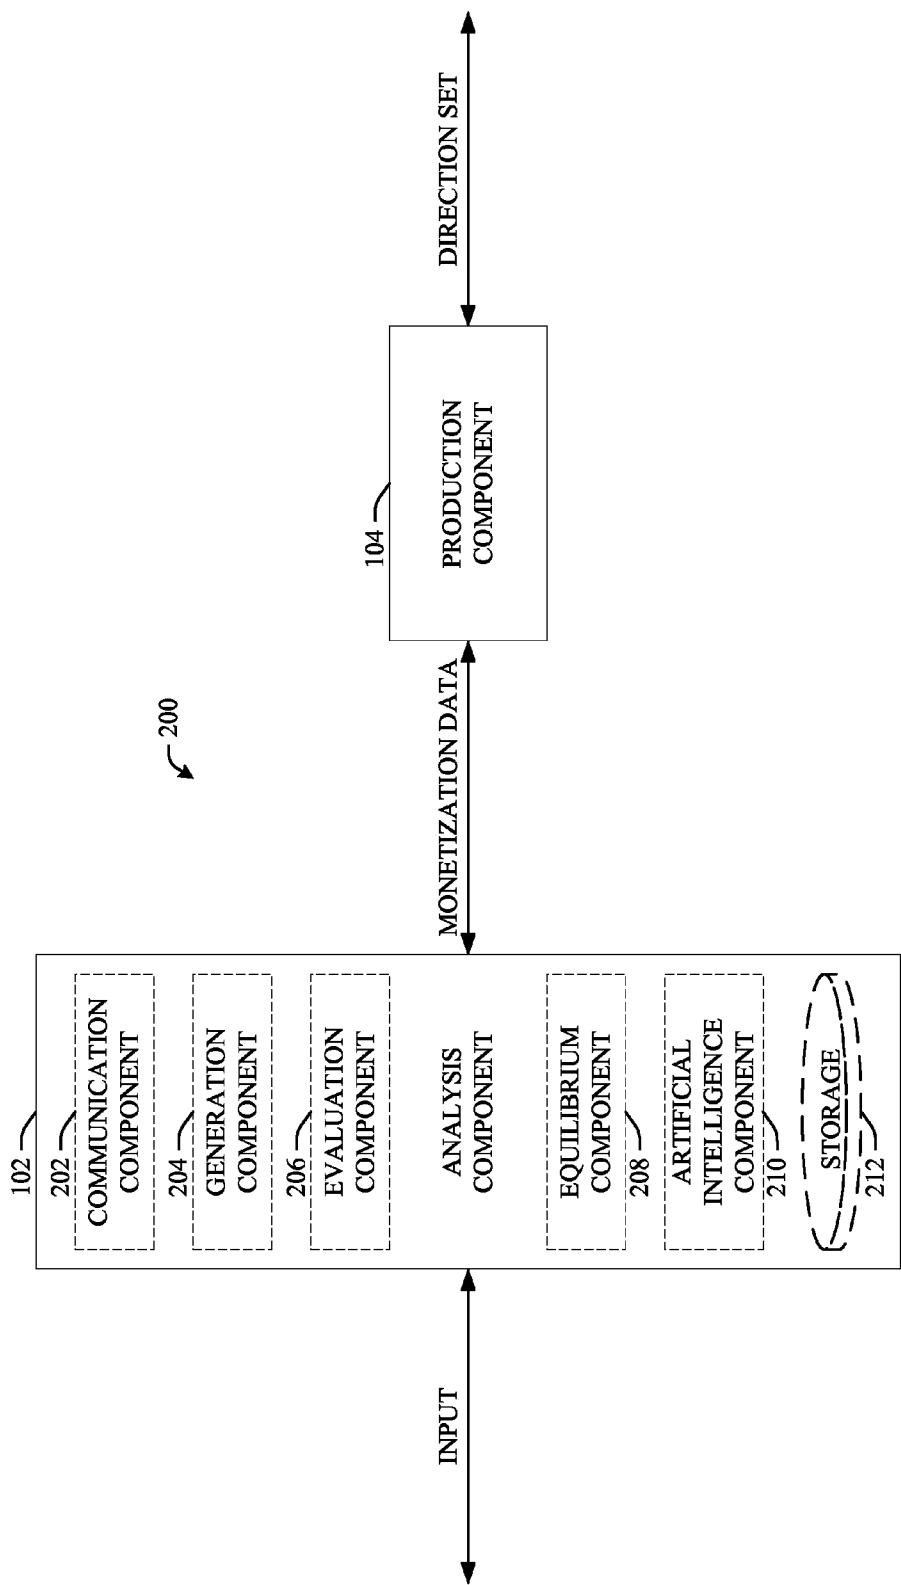 200
102
202
COMMUNICATION
COMPONENT
204
GENERATION
COMPONENT
206
EVALUATION
COMPONENT
ANALYSIS
COMPONENT
EQUILIBRIUM
COMPONENT
208
ARTIFICIAL
INTELLIGENCE
COMPONENT
210
STORAGE
212
INPUT
MONETIZATION DATA
104
PRODUCTION
COMPONENT
DIRECTION SET